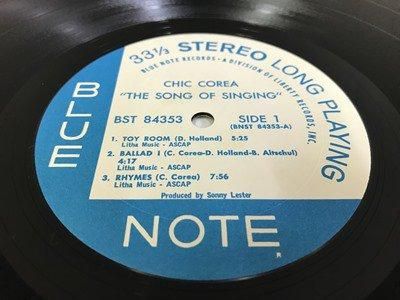 33⅓ STEREO LONG PLAYING
BLUE NOTE RECORDS - A DIVISION OF LIBERTY RECORDS, INC.
CHIC COREA
"THE SONG OF SINGING"
BST 84353 SIDE 1
(BNST 84353-A)
1. TOY ROOM (D. Holland) 5:25
Litha Music - ASCAP
2. BALLAD I (C. Corea-D. Holland-B. Altschul)
4:17
Litha Music - ASCAP
3. RHYMES (C. Corea) 7:56
Litha Music - ASCAP
Produced by Sonny Lester
BLUE
NOTE